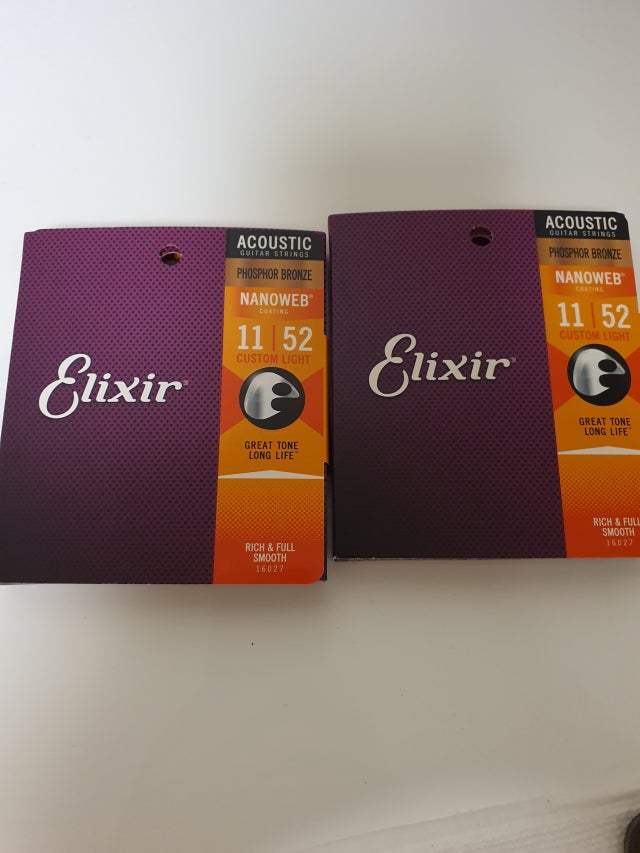 Elixir
ACOUSTIC
GUITAR STRINGS
PHOSPHOR BRONZE
NANOWEB®
COATING
11 | 52
CUSTOM LIGHT
GREAT TONE
LONG LIFE™
RICH & FULL
SMOOTH
16027
Elixir
ACOUSTIC
GUITAR STRINGS
PHOSPHOR BRONZE
NANOWEB®
COATING
11 | 52
CUSTOM LIGHT
GREAT TONE
LONG LIFE™
RICH & FULL
SMOOTH
16027